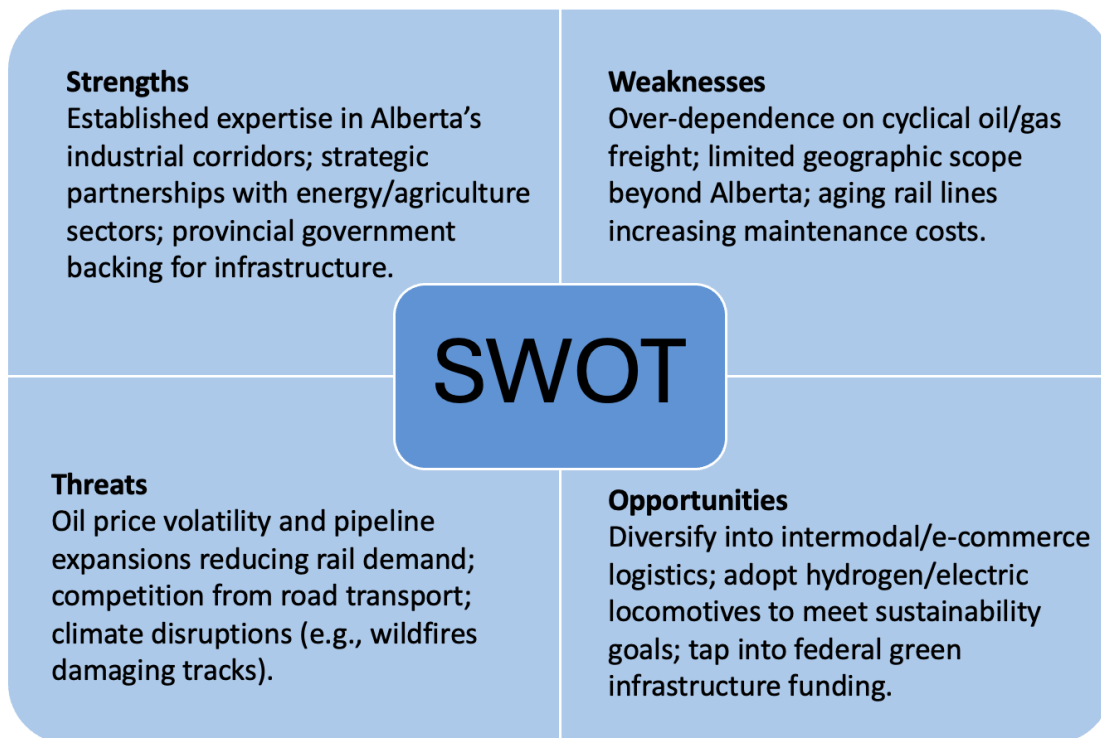 Strengths
Established expertise in Alberta’s
industrial corridors; strategic
partnerships with energy/agriculture
sectors; provincial government
backing for infrastructure.
Weaknesses
Over-dependence on cyclical oil/gas
freight; limited geographic scope
beyond Alberta; aging rail lines
increasing maintenance costs.
SWOT
Threats
Oil price volatility and pipeline
expansions reducing rail demand;
competition from road transport;
climate disruptions (e.g., wildfires
damaging tracks).
Opportunities
Diversify into intermodal/e-commerce
logistics; adopt hydrogen/electric
locomotives to meet sustainability
goals; tap into federal green
infrastructure funding.